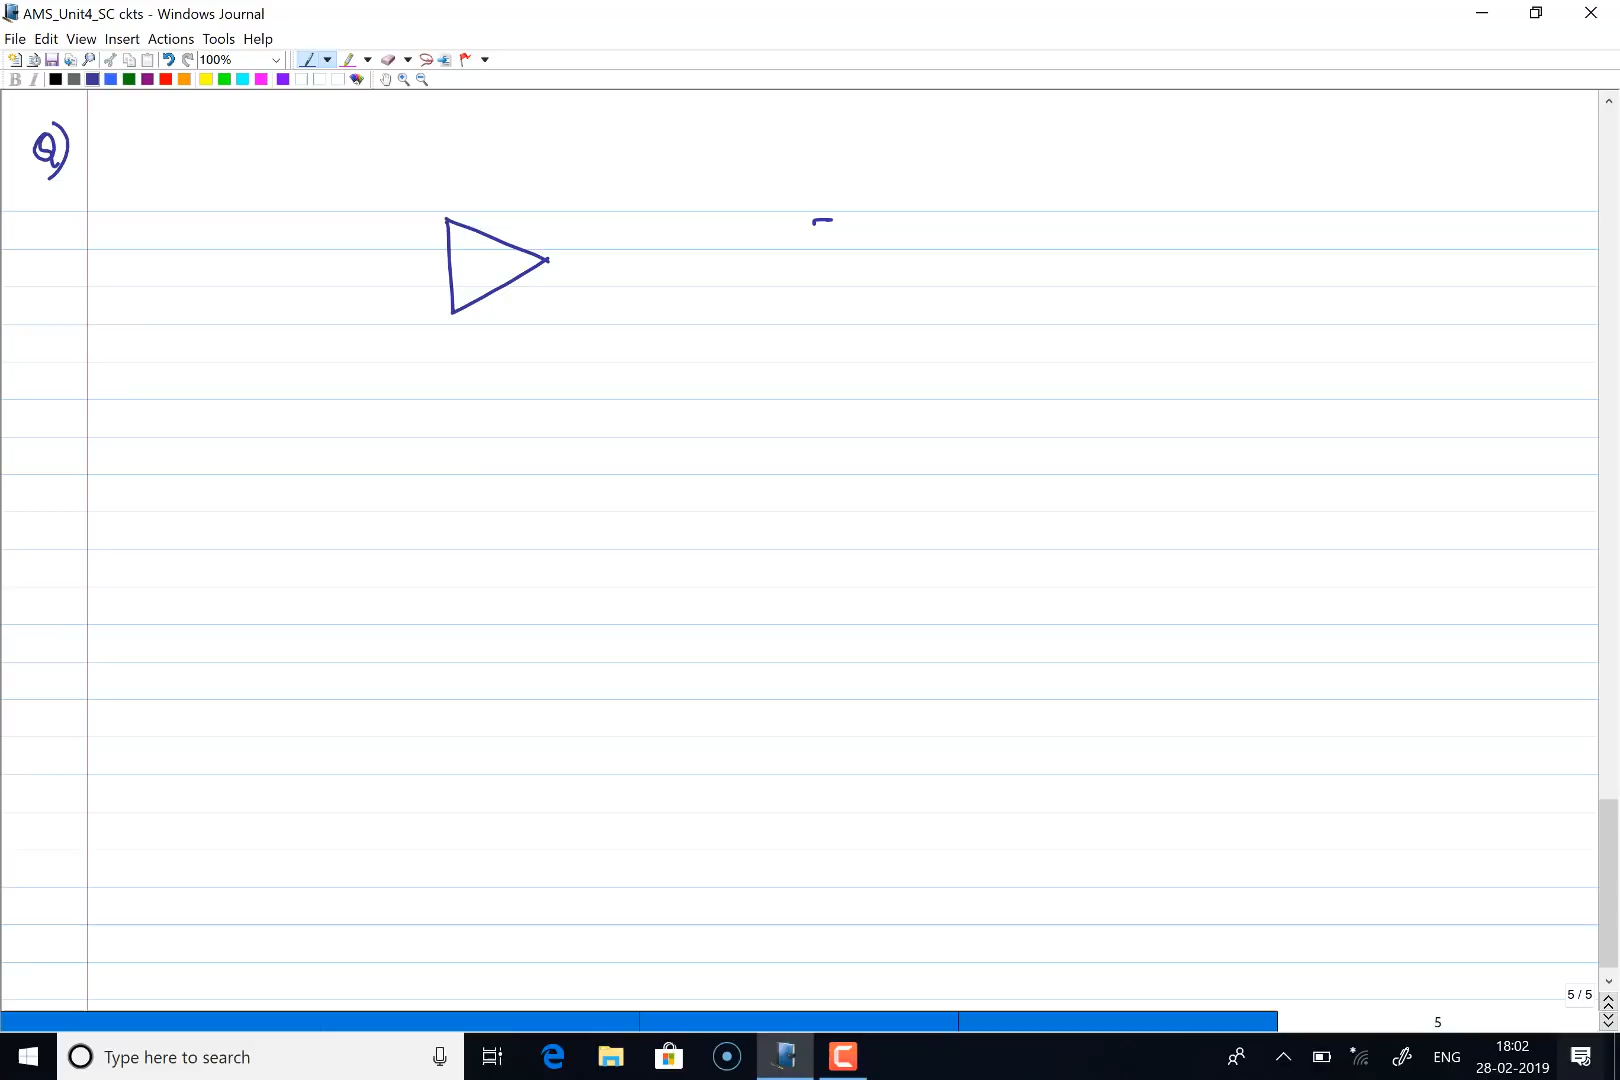 AMS_Unit4_SC ckts - Windows Journal
File Edit View Insert Actions Tools Help
100%
B I
Q)
5 / 5
5
Type here to search
ENG
18:02
28-02-2019